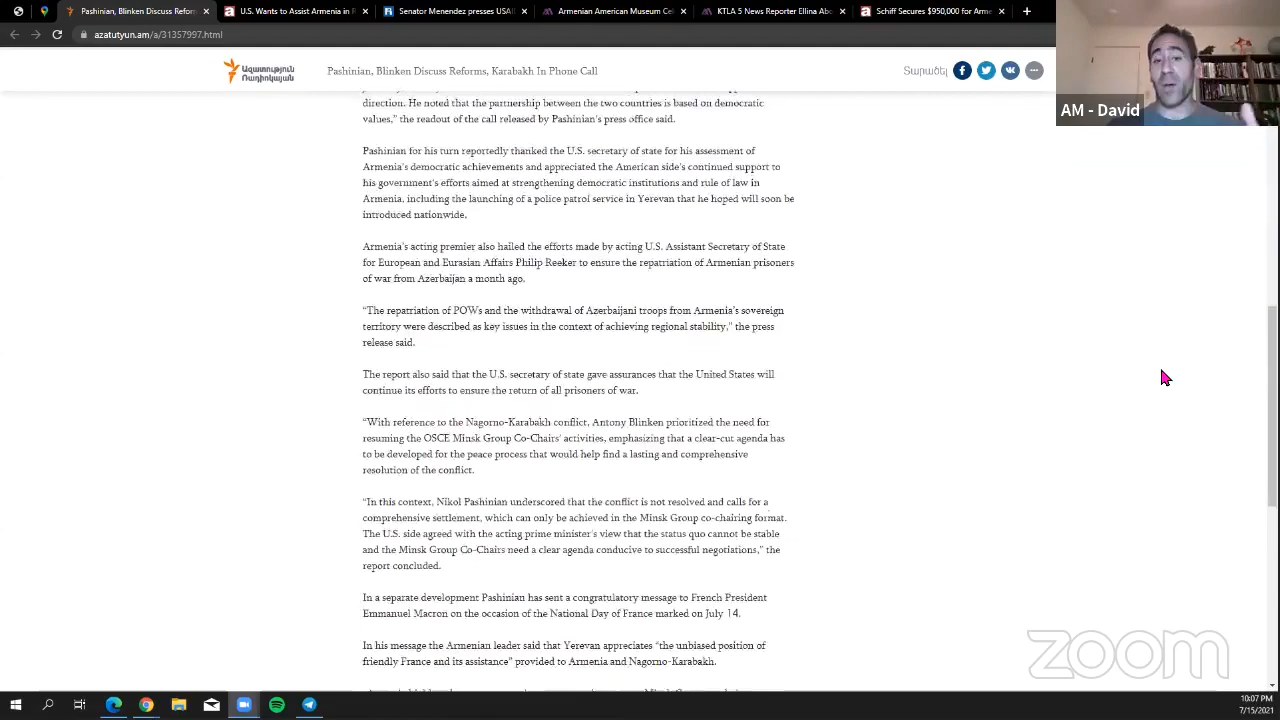 Pashinian, Blinken Discuss Reforms
U.S. Wants to Assist Armenia in
Senator Menendez presses USAI
Armenian American Museum Cel
KTLA 5 News Reporter Ellina Abo
Schiff Secures $950,000 for Arme
azatutyun.am/a/31357997.html
Ազատություն
Ռադիոկայան
Pashinian, Blinken Discuss Reforms, Karabakh In Phone Call
Տարածել
AM - David
direction. He noted that the partnership between the two countries is based on democratic
values,” the readout of the call released by Pashinian’s press office said.
Pashinian for his turn reportedly thanked the U.S. secretary of state for his assessment of
Armenia’s democratic achievements and appreciated the American side’s continued support to
his government’s efforts aimed at strengthening democratic institutions and rule of law in
Armenia, including the launching of a police patrol service in Yerevan that he hoped will soon be
introduced nationwide.
Armenia’s acting premier also hailed the efforts made by acting U.S. Assistant Secretary of State
for European and Eurasian Affairs Philip Reeker to ensure the repatriation of Armenian prisoners
of war from Azerbaijan a month ago.
“The repatriation of POWs and the withdrawal of Azerbaijani troops from Armenia’s sovereign
territory were described as key issues in the context of achieving regional stability,” the press
release said.
The report also said that the U.S. secretary of state gave assurances that the United States will
continue its efforts to ensure the return of all prisoners of war.
“With reference to the Nagorno-Karabakh conflict, Antony Blinken prioritized the need for
resuming the OSCE Minsk Group Co-Chairs’ activities, emphasizing that a clear-cut agenda has
to be developed for the peace process that would help find a lasting and comprehensive
resolution of the conflict.
“In this context, Nikol Pashinian underscored that the conflict is not resolved and calls for a
comprehensive settlement, which can only be achieved in the Minsk Group co-chairing format.
The U.S. side agreed with the acting prime minister’s view that the status quo cannot be stable
and the Minsk Group Co-Chairs need a clear agenda conducive to successful negotiations,” the
report concluded.
In a separate development Pashinian has sent a congratulatory message to French President
Emmanuel Macron on the occasion of the National Day of France marked on July 14.
In his message the Armenian leader said that Yerevan appreciates “the unbiased position of
friendly France and its assistance” provided to Armenia and Nagorno-Karabakh.
zoom
10:07 PM
7/15/2021